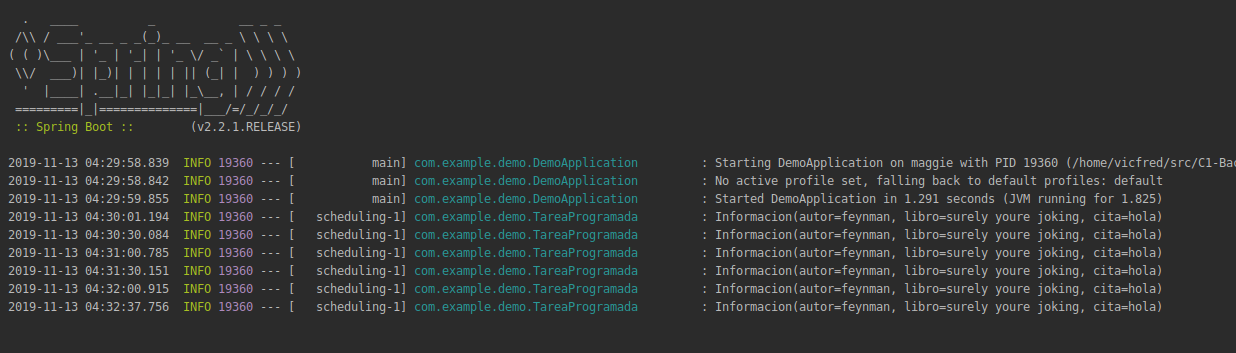 .   ____          _            __ _ _
 /\\ / ___'_ __ _ _(_)_ __  __ _ \ \ \ \
( ( )\___ | '_ | '_| | '_ \/ _` | \ \ \ \
 \\/  ___)| |_)| | | | | || (_| |  ) ) ) )
  '  |____| .__|_| |_|_| |_\__, | / / / /
 =========|_|==============|___/=/_/_/_/
 :: Spring Boot ::        (v2.2.1.RELEASE)
2019-11-13 04:29:58.839  INFO 19360 --- [           main] com.example.demo.DemoApplication         : Starting DemoApplication on maggie with PID 19360 (/home/vicfred/src/C1-Bac
2019-11-13 04:29:58.842  INFO 19360 --- [           main] com.example.demo.DemoApplication         : No active profile set, falling back to default profiles: default
2019-11-13 04:29:59.855  INFO 19360 --- [           main] com.example.demo.DemoApplication         : Started DemoApplication in 1.291 seconds (JVM running for 1.825)
2019-11-13 04:30:01.194  INFO 19360 --- [   scheduling-1] com.example.demo.TareaProgramada         : Informacion(autor=feynman, libro=surely youre joking, cita=hola)
2019-11-13 04:30:30.084  INFO 19360 --- [   scheduling-1] com.example.demo.TareaProgramada         : Informacion(autor=feynman, libro=surely youre joking, cita=hola)
2019-11-13 04:31:00.785  INFO 19360 --- [   scheduling-1] com.example.demo.TareaProgramada         : Informacion(autor=feynman, libro=surely youre joking, cita=hola)
2019-11-13 04:31:30.151  INFO 19360 --- [   scheduling-1] com.example.demo.TareaProgramada         : Informacion(autor=feynman, libro=surely youre joking, cita=hola)
2019-11-13 04:32:00.915  INFO 19360 --- [   scheduling-1] com.example.demo.TareaProgramada         : Informacion(autor=feynman, libro=surely youre joking, cita=hola)
2019-11-13 04:32:37.756  INFO 19360 --- [   scheduling-1] com.example.demo.TareaProgramada         : Informacion(autor=feynman, libro=surely youre joking, cita=hola)